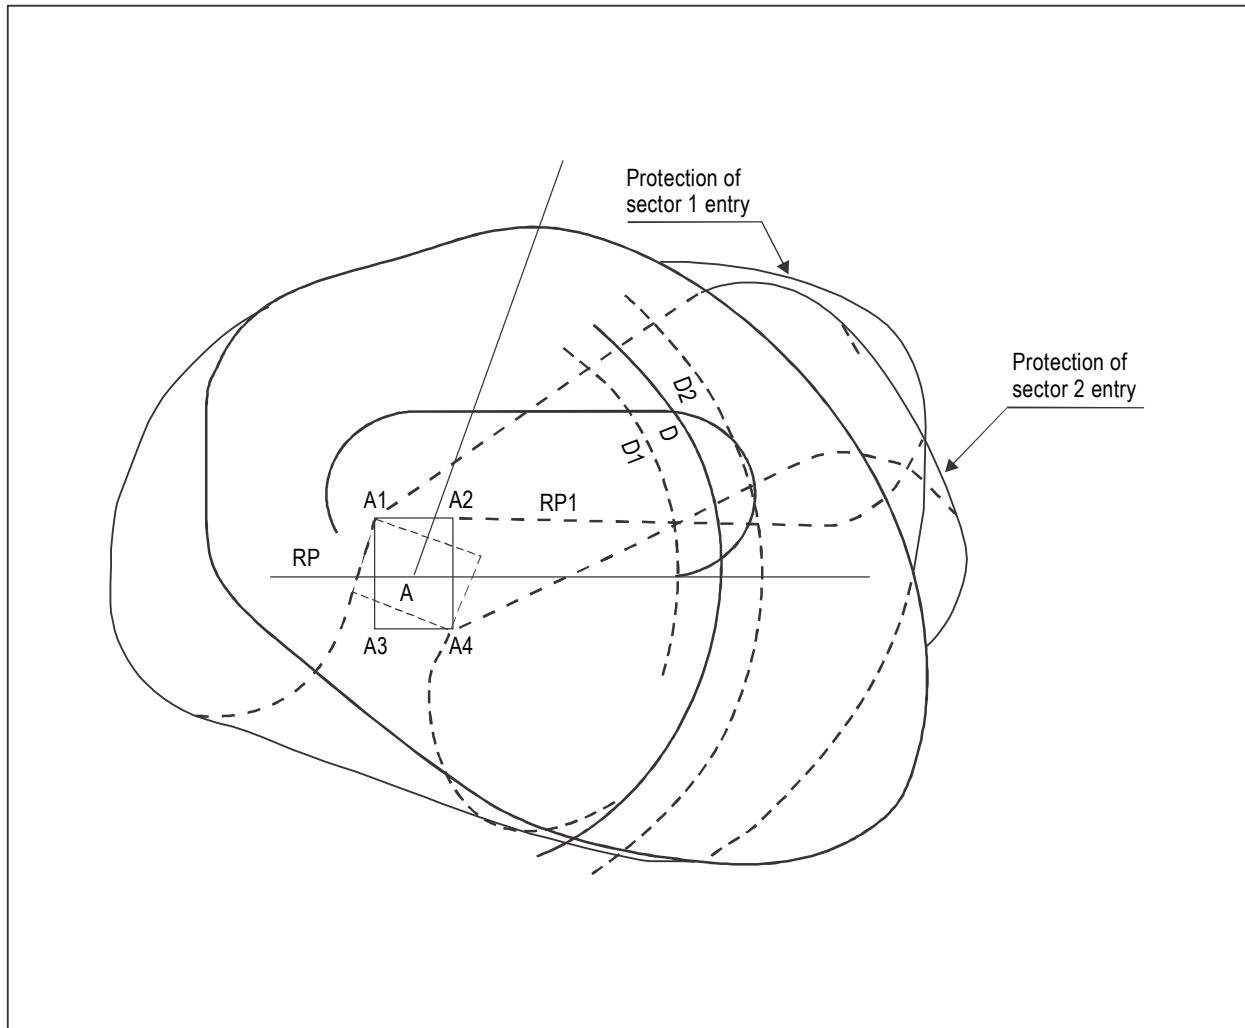 Protection of
sector 1 entry
Protection of
sector 2 entry
D2
D
D1
A1
A2
RP1
RP
A
A3
A4